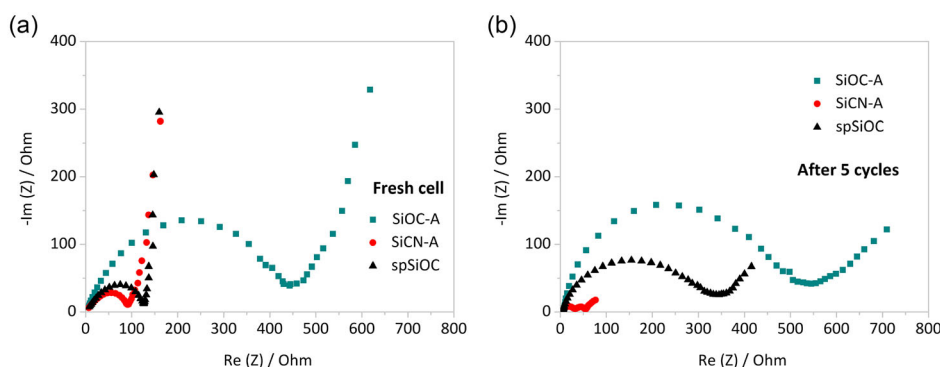 (a)
400
300
200
100
0
-Im (Z) / Ohm
0 100 200 300 400 500 600 700 800
Re (Z) / Ohm
Fresh cell
SiOC-A
SiCN-A
spSiOC
(b)
400
300
200
100
0
-Im (Z) / Ohm
0 100 200 300 400 500 600 700 800
Re (Z) / Ohm
SiOC-A
SiCN-A
spSiOC
After 5 cycles